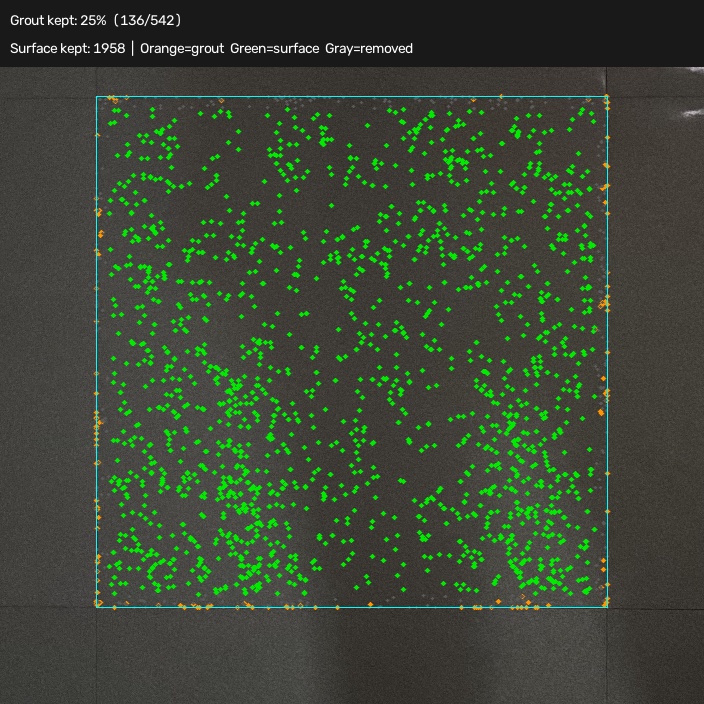 Grout kept: 25%  (136/542)
Surface kept: 1958 | Orange=grout  Green=surface  Gray=removed